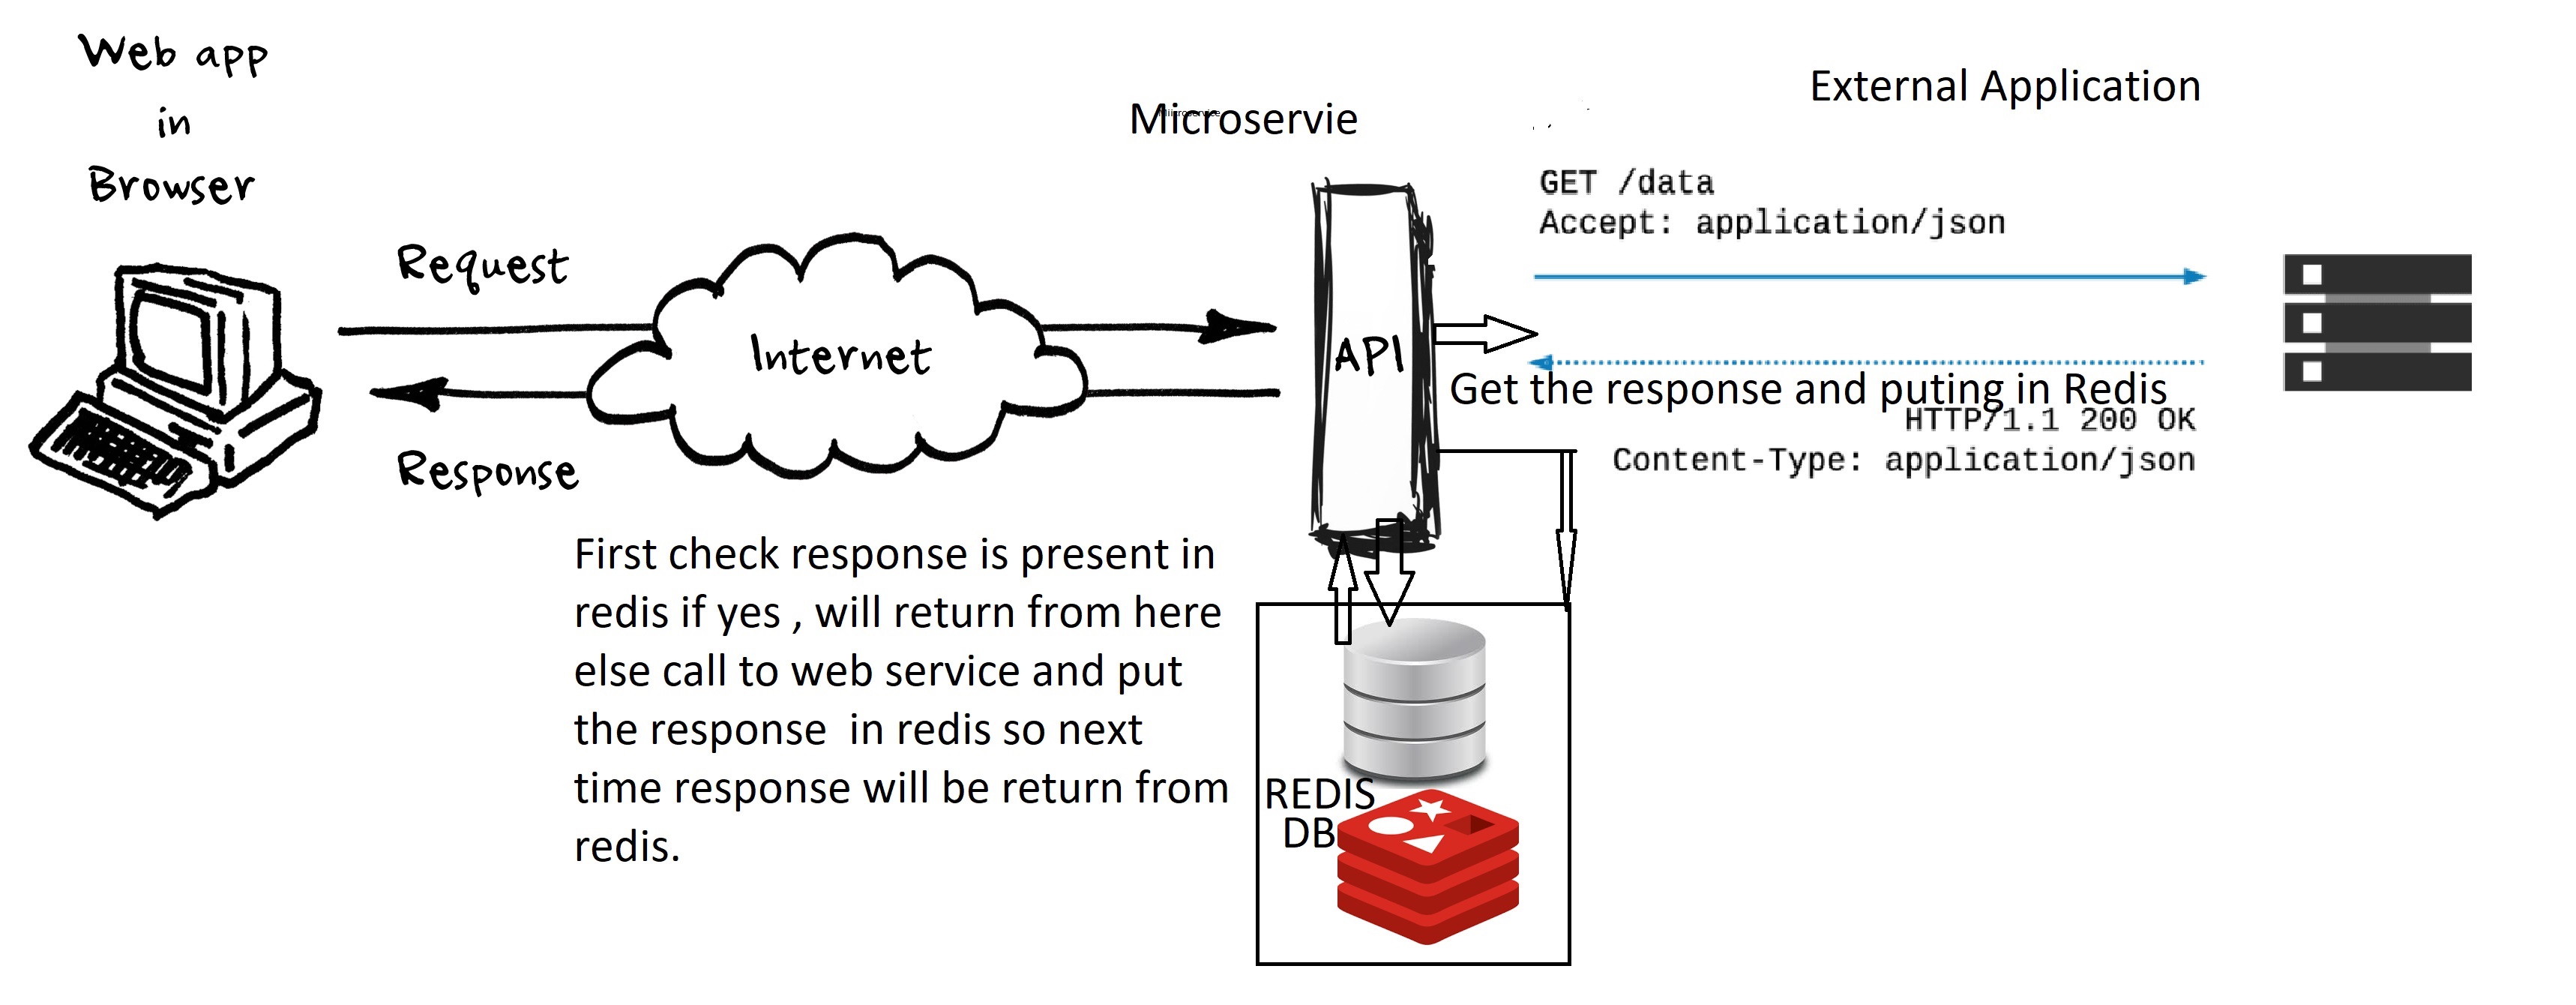 Web app
in
Browser
Request
Response
Internet
Microservie
Microservice
API
External Application
GET /data
Accept: application/json
Get the response and puting in Redis
HTTP/1.1 200 OK
Content-Type: application/json
First check response is present in
redis if yes , will return from here
else call to web service and put
the response  in redis so next
time response will be return from
redis.
REDIS
DB